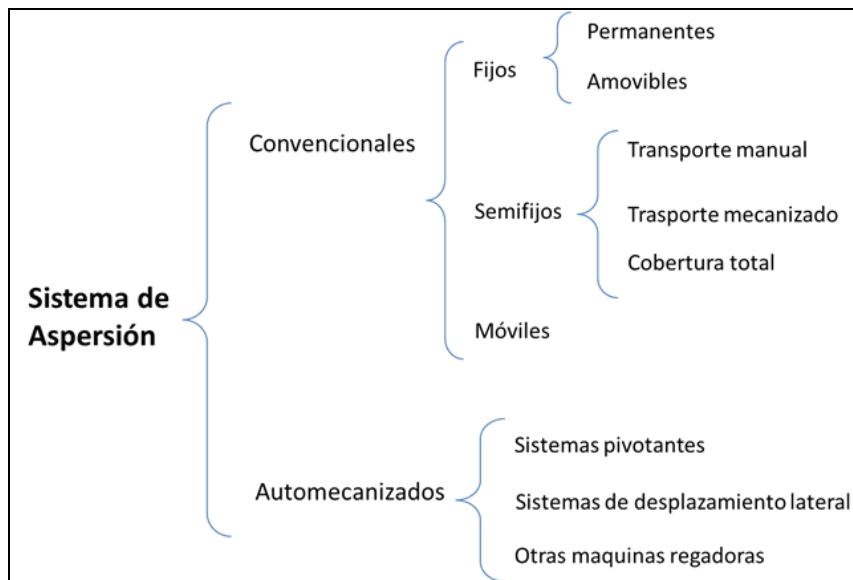 Permanentes
Fijos
Amovibles
Convencionales
Transporte manual
Semifijos
Trasporte mecanizado
Cobertura total
Sistema de
Aspersión
Móviles
Sistemas pivotantes
Automecanizados
Sistemas de desplazamiento lateral
Otras maquinas regadoras